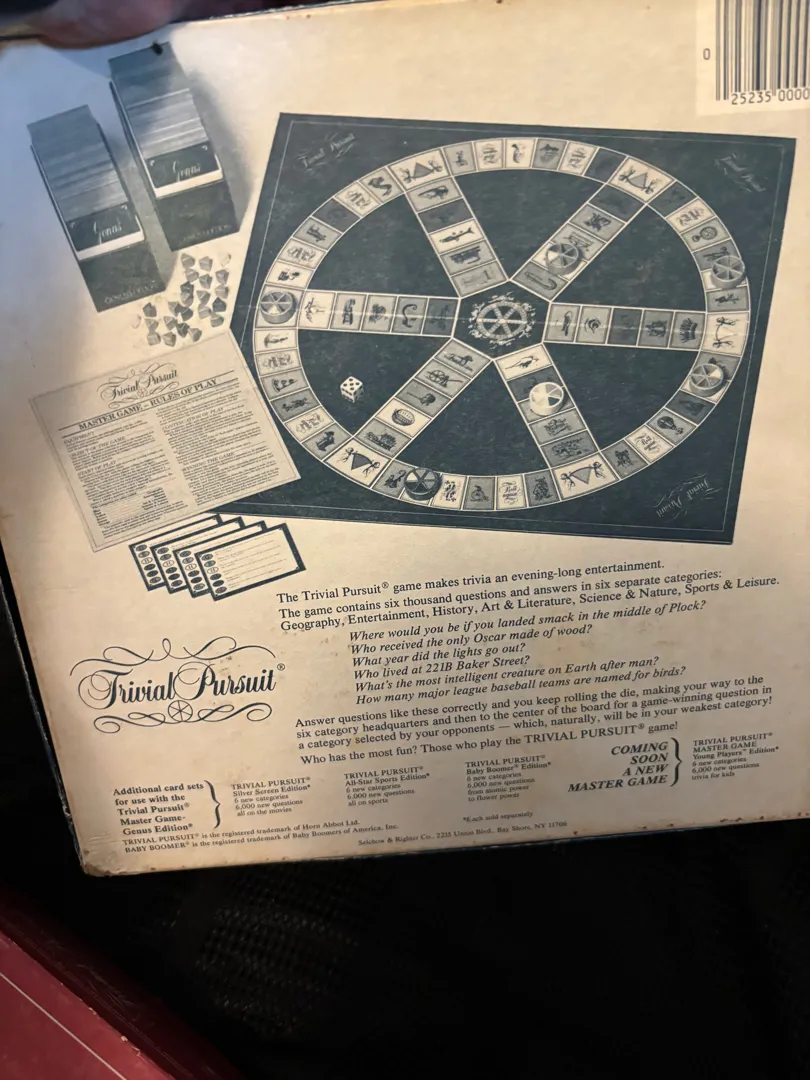 0
25235 0000
Genus
Genus
Trivial Pursuit
Trivial Pursuit
MASTER GAME – RULES OF PLAY
Trivial Pursuit
The Trivial Pursuit® game makes trivia an evening-long entertainment.
The game contains six thousand questions and answers in six separate categories:
Geography, Entertainment, History, Art & Literature, Science & Nature, Sports & Leisure.
Where would you be if you landed smack in the middle of Plock?
Who received the only Oscar made of wood?
What year did the lights go out?
Who lived at 221B Baker Street?
What's the most intelligent creature on Earth after man?
How many major league baseball teams are named for birds?
Trivial Pursuit®
Answer questions like these correctly and you keep rolling the die, making your way to the
six category headquarters and then to the center of the board for a game-winning question in
a category selected by your opponents — which, naturally, will be in your weakest category!
Who has the most fun? Those who play the TRIVIAL PURSUIT® game!
Additional card sets
for use with the
Trivial Pursuit®
Master Game-
Genus Edition*
TRIVIAL PURSUIT®
Silver Screen Edition*
6 new categories
6,000 new questions
all on the movies
TRIVIAL PURSUIT®
All-Star Sports Edition*
6 new categories
6,000 new questions
all on sports
TRIVIAL PURSUIT®
Baby Boomer® Edition*
6 new categories
6,000 new questions
from atomic power
to flower power
COMING
SOON
A NEW
MASTER GAME
TRIVIAL PURSUIT®
MASTER GAME
Young Players™ Edition*
6 new categories
6,000 new questions
trivia for kids
TRIVIAL PURSUIT® is the registered trademark of Horn Abbot Ltd.
BABY BOOMER® is the registered trademark of Baby Boomers of America, Inc.
*Each sold separately
Selchow & Righter Co., 2215 Union Blvd., Bay Shore, NY 11706